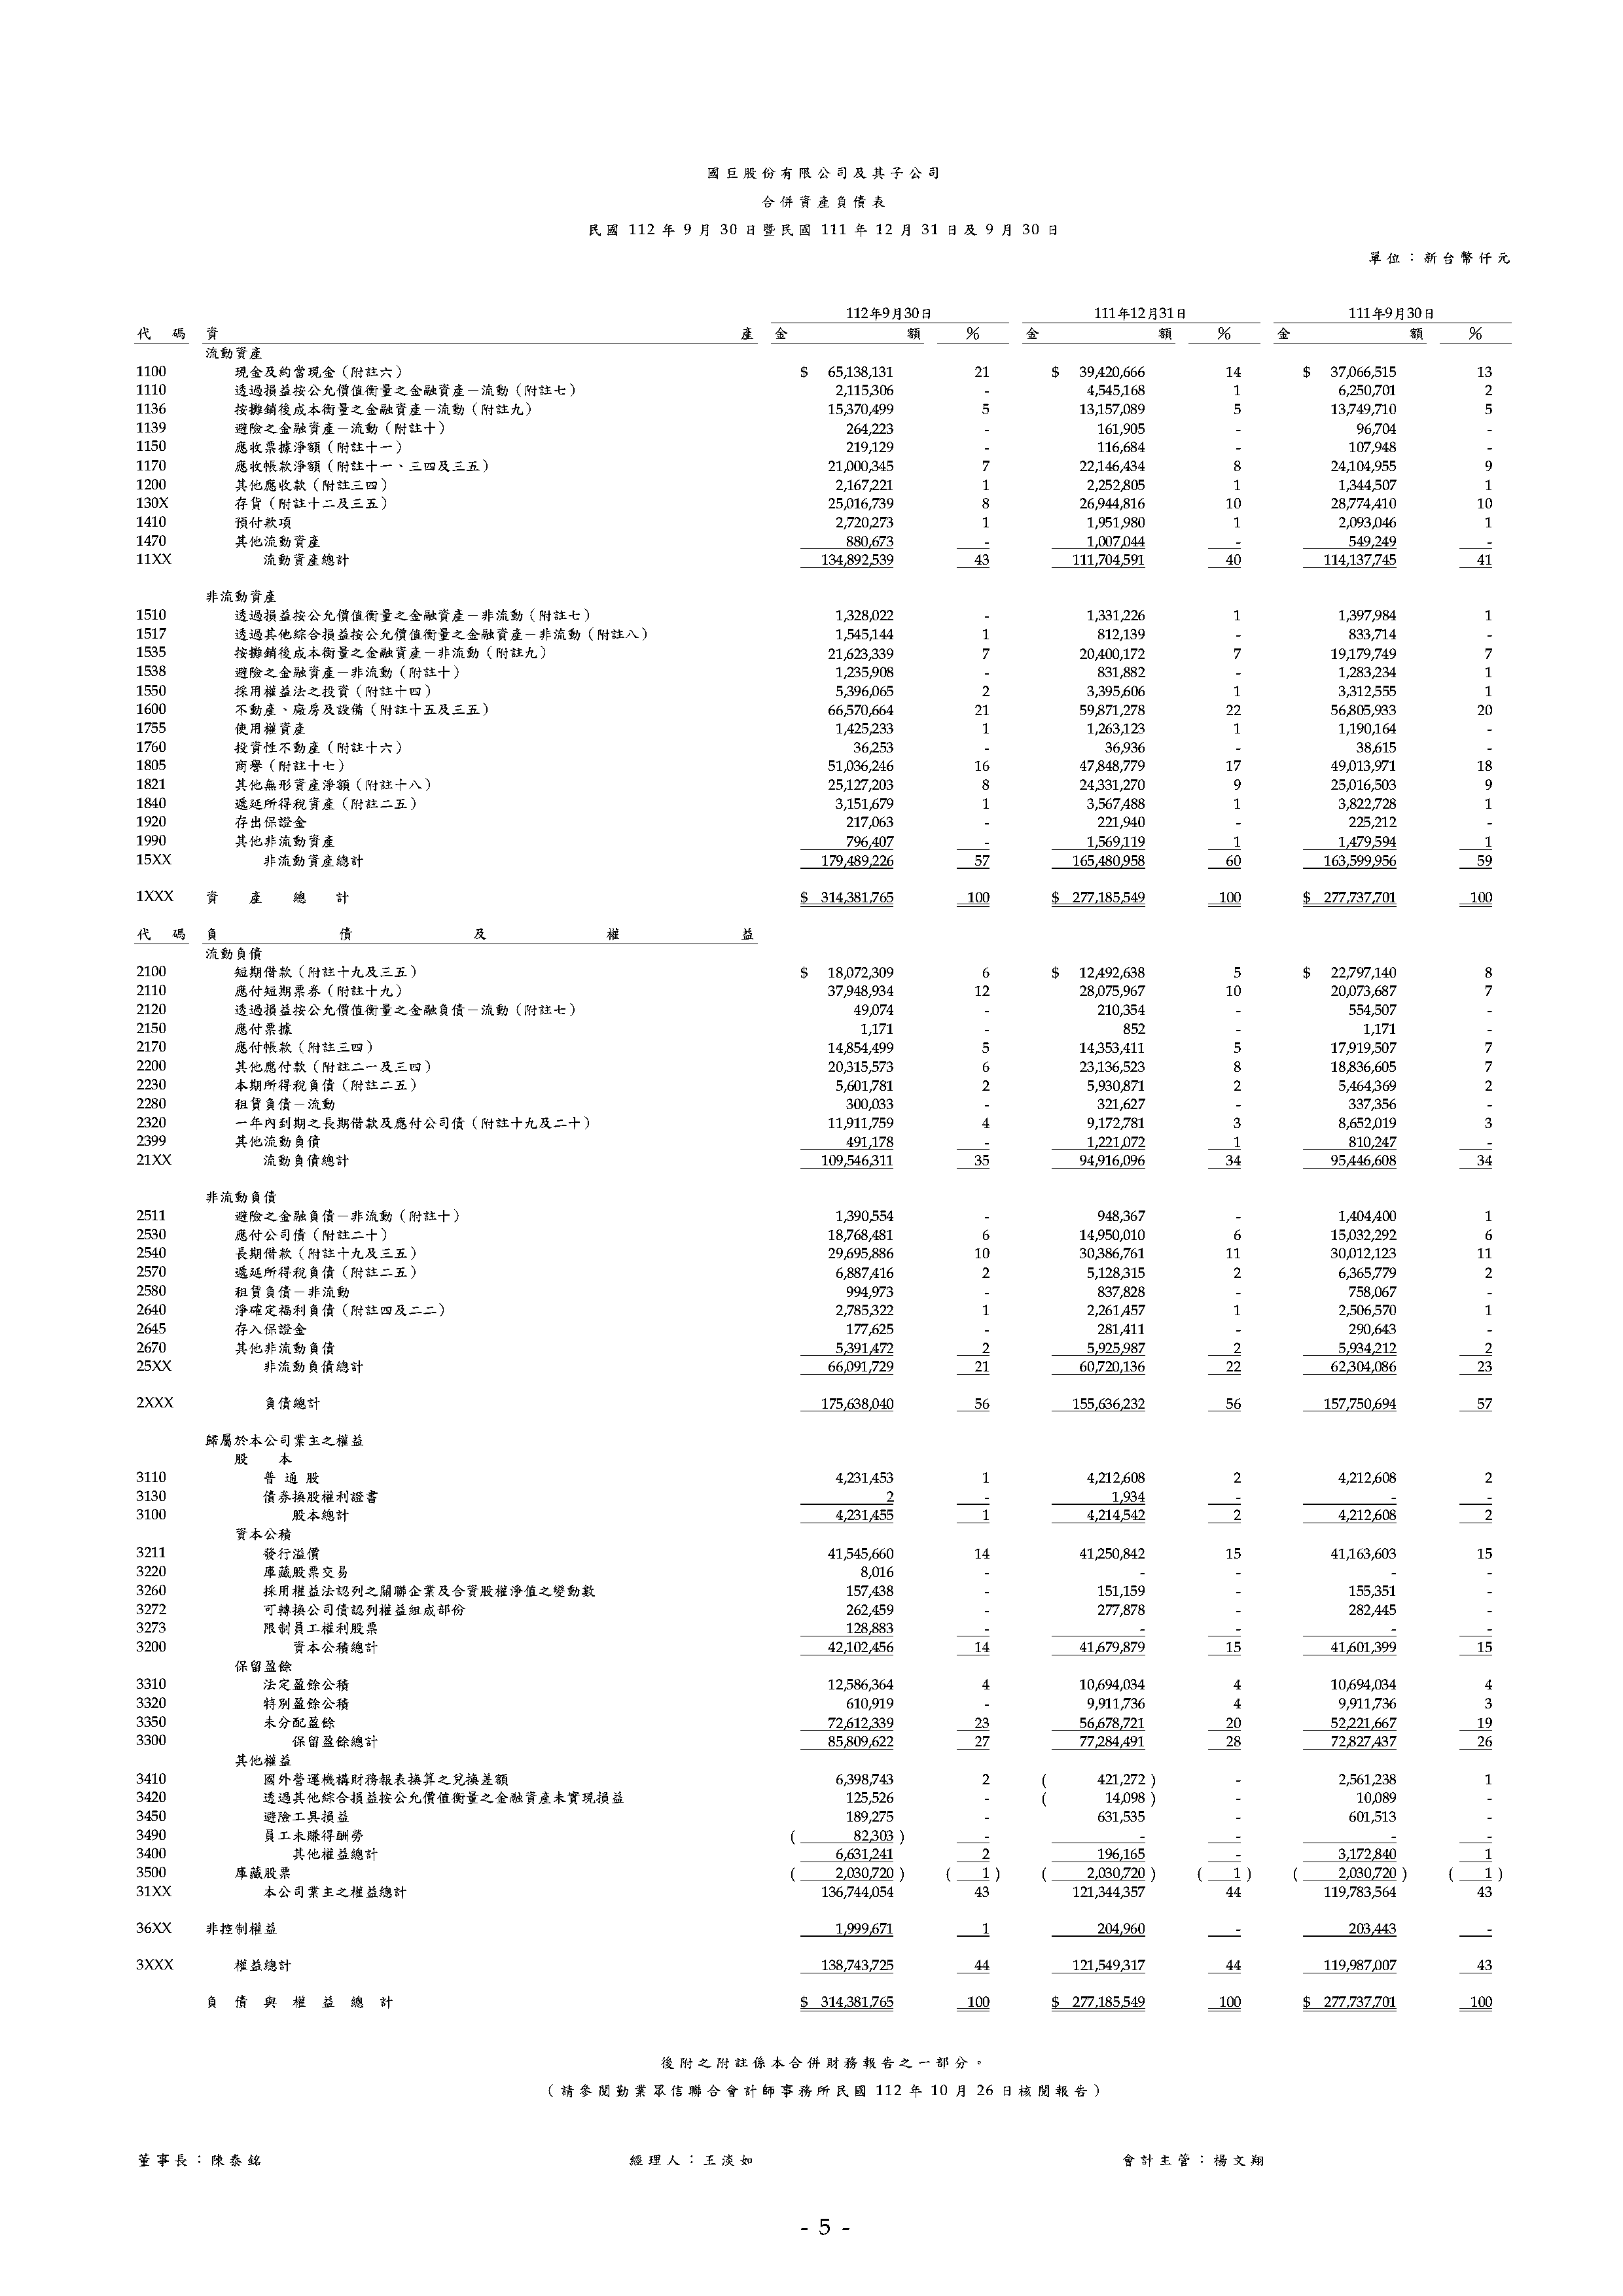 國巨股份有限公司及其子公司
合併資產負債表
民國 112 年 9 月 30 日暨民國 111 年 12 月 31 日及 9 月 30 日
單位：新台幣仟元
112年9月30日 111年12月31日 111年9月30日
代 碼 資 產 金 額 % 金 額 % 金 額 %
流動資產
1100 現金及約當現金（附註六） $ 65,138,131 21 $ 39,420,666 14 $ 37,066,515 13
1110 透過損益按公允價值衡量之金融資產－流動（附註七） 2,115,306 - 4,545,168 1 6,250,701 2
1136 按攤銷後成本衡量之金融資產－流動（附註九） 15,370,499 5 13,157,089 5 13,749,710 5
1139 避險之金融資產－流動（附註十） 264,223 - 161,905 - 96,704 -
1150 應收票據淨額（附註十一） 219,129 - 116,684 - 107,948 -
1170 應收帳款淨額（附註十一、三四及三五） 21,000,345 7 22,146,434 8 24,104,955 9
1200 其他應收款（附註三四） 2,167,221 1 2,252,805 1 1,344,507 1
130X 存貨（附註十二及三五） 25,016,739 8 26,944,816 10 28,774,410 10
1410 預付款項 2,720,273 1 1,951,980 1 2,093,046 1
1470 其他流動資產 880,673 - 1,007,044 - 549,249 -
11XX 流動資產總計 134,892,539 43 111,704,591 40 114,137,745 41
非流動資產
1510 透過損益按公允價值衡量之金融資產－非流動（附註七） 1,328,022 - 1,331,226 1 1,397,984 1
1517 透過其他綜合損益按公允價值衡量之金融資產－非流動（附註八） 1,545,144 1 812,139 - 833,714 -
1535 按攤銷後成本衡量之金融資產－非流動（附註九） 21,623,339 7 20,400,172 7 19,179,749 7
1538 避險之金融資產－非流動（附註十） 1,235,908 - 831,882 - 1,283,234 1
1550 採用權益法之投資（附註十四） 5,396,065 2 3,395,606 1 3,312,555 1
1600 不動產、廠房及設備（附註十五及三五） 66,570,664 21 59,871,278 22 56,805,933 20
1755 使用權資產 1,425,233 1 1,263,123 1 1,190,164 -
1760 投資性不動產（附註十六） 36,253 - 36,936 - 38,615 -
1805 商譽（附註十七） 51,036,246 16 47,848,779 17 49,013,971 18
1821 其他無形資產淨額（附註十八） 25,127,203 8 24,331,270 9 25,016,503 9
1840 遞延所得稅資產（附註二五） 3,151,679 1 3,567,488 1 3,822,728 1
1920 存出保證金 217,063 - 221,940 - 225,212 -
1990 其他非流動資產 796,407 - 1,569,119 1 1,479,594 1
15XX 非流動資產總計 179,489,226 57 165,480,958 60 163,599,956 59
1XXX 資 產 總 計 $ 314,381,765 100 $ 277,185,549 100 $ 277,737,701 100
代 碼 負 債 及 權 益
流動負債
2100 短期借款（附註十九及三五） $ 18,072,309 6 $ 12,492,638 5 $ 22,797,140 8
2110 應付短期票券（附註十九） 37,948,934 12 28,075,967 10 20,073,687 7
2120 透過損益按公允價值衡量之金融負債－流動（附註七） 49,074 - 210,354 - 554,507 -
2150 應付票據 1,171 - 852 - 1,171 -
2170 應付帳款（附註三四） 14,854,499 5 14,353,411 5 17,919,507 7
2200 其他應付款（附註二一及三四） 20,315,573 6 23,136,523 8 18,836,605 7
2230 本期所得稅負債（附註二五） 5,601,781 2 5,930,871 2 5,464,369 2
2280 租賃負債－流動 300,033 - 321,627 - 337,356 -
2320 一年內到期之長期借款及應付公司債（附註十九及二十） 11,911,759 4 9,172,781 3 8,652,019 3
2399 其他流動負債 491,178 - 1,221,072 1 810,247 -
21XX 流動負債總計 109,546,311 35 94,916,096 34 95,446,608 34
非流動負債
2511 避險之金融負債－非流動（附註十） 1,390,554 - 948,367 - 1,404,400 1
2530 應付公司債（附註二十） 18,768,481 6 14,950,010 6 15,032,292 6
2540 長期借款（附註十九及三五） 29,695,886 10 30,386,761 11 30,012,123 11
2570 遞延所得稅負債（附註二五） 6,887,416 2 5,128,315 2 6,365,779 2
2580 租賃負債－非流動 994,973 - 837,828 - 758,067 -
2640 淨確定福利負債（附註四及二二） 2,785,322 1 2,261,457 1 2,506,570 1
2645 存入保證金 177,625 - 281,411 - 290,643 -
2670 其他非流動負債 5,391,472 2 5,925,987 2 5,934,212 2
25XX 非流動負債總計 66,091,729 21 60,720,136 22 62,304,086 23
2XXX 負債總計 175,638,040 56 155,636,232 56 157,750,694 57
歸屬於本公司業主之權益
股 本
3110 普 通 股 4,231,453 1 4,212,608 2 4,212,608 2
3130 債券換股權利證書 2 - 1,934 - - -
3100 股本總計 4,231,455 1 4,214,542 2 4,212,608 2
資本公積
3211 發行溢價 41,545,660 14 41,250,842 15 41,163,603 15
3220 庫藏股票交易 8,016 - - - - -
3260 採用權益法認列之關聯企業及合資股權淨值之變動數 157,438 - 151,159 - 155,351 -
3272 可轉換公司債認列權益組成部份 262,459 - 277,878 - 282,445 -
3273 限制員工權利股票 128,883 - - - - -
3200 資本公積總計 42,102,456 14 41,679,879 15 41,601,399 15
保留盈餘
3310 法定盈餘公積 12,586,364 4 10,694,034 4 10,694,034 4
3320 特別盈餘公積 610,919 - 9,911,736 4 9,911,736 3
3350 未分配盈餘 72,612,339 23 56,678,721 20 52,221,667 19
3300 保留盈餘總計 85,809,622 27 77,284,491 28 72,827,437 26
其他權益
3410 國外營運機構財務報表換算之兌換差額 6,398,743 2 ( 421,272 ) - 2,561,238 1
3420 透過其他綜合損益按公允價值衡量之金融資產未實現損益 125,526 - ( 14,098 ) - 10,089 -
3450 避險工具損益 189,275 - 631,535 - 601,513 -
3490 員工未賺得酬勞 ( 82,303 ) - - - - -
3400 其他權益總計 6,631,241 2 196,165 - 3,172,840 1
3500 庫藏股票 ( 2,030,720 ) ( 1 ) ( 2,030,720 ) ( 1 ) ( 2,030,720 ) ( 1 )
31XX 本公司業主之權益總計 136,744,054 43 121,344,357 44 119,783,564 43
36XX 非控制權益 1,999,671 1 204,960 - 203,443 -
3XXX 權益總計 138,743,725 44 121,549,317 44 119,987,007 43
負 債 與 權 益 總 計 $ 314,381,765 100 $ 277,185,549 100 $ 277,737,701 100
後附之附註係本合併財務報告之一部分。
（請參閱勤業眾信聯合會計師事務所民國 112 年 10 月 26 日核閱報告）
董事長：陳泰銘 經理人：王淡如 會計主管：楊文翔
- 5 -